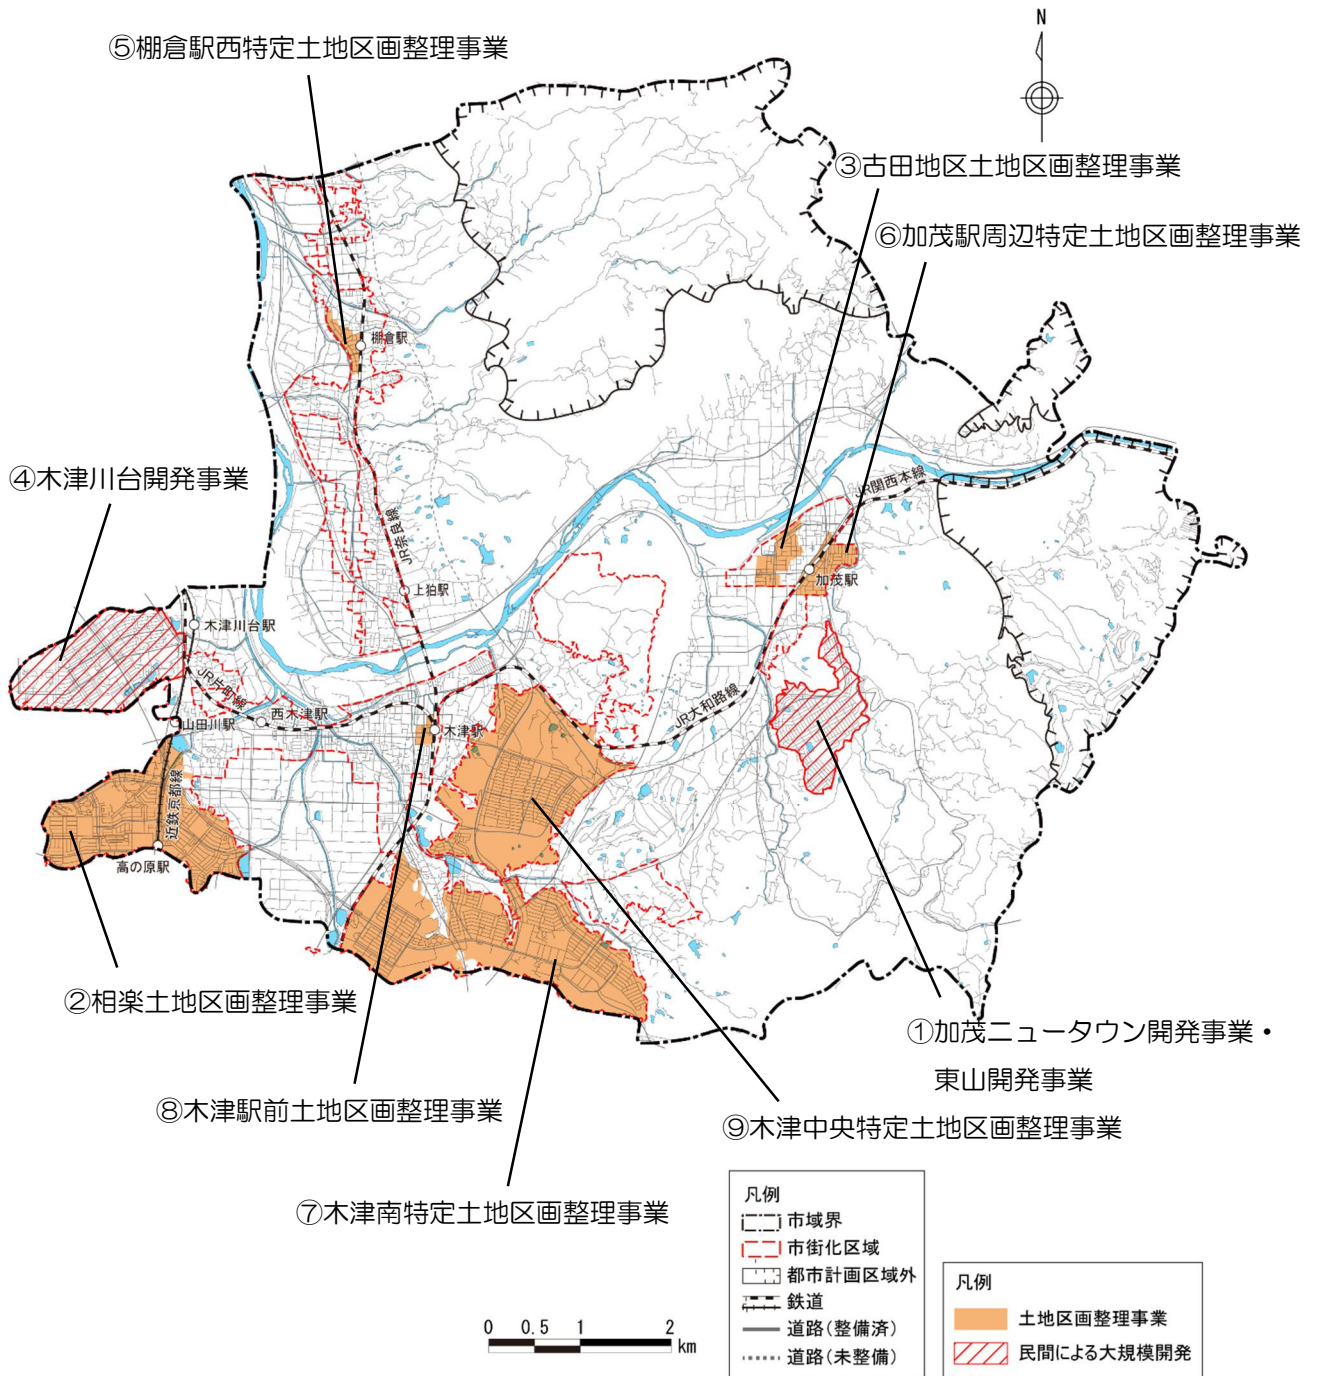 N
⑤棚倉駅西特定土地区画整理事業
③古田地区土地区画整理事業
⑥加茂駅周辺特定土地区画整理事業
棚倉駅
④木津川台開発事業
JR関西本線
JR奈良線
加茂駅
上狛駅
木津川台駅
JR片町線
西木津駅
山田川駅
木津駅
JR大和路線
近鉄京都線
高の原駅
②相楽土地区画整理事業
①加茂ニュータウン開発事業・
東山開発事業
⑧木津駅前土地区画整理事業
⑨木津中央特定土地区画整理事業
⑦木津南特定土地区画整理事業
凡例
市域界
市街化区域
都市計画区域外
鉄道
道路(整備済)
道路(未整備)
凡例
土地区画整理事業
民間による大規模開発
0 0.5 1 2
km